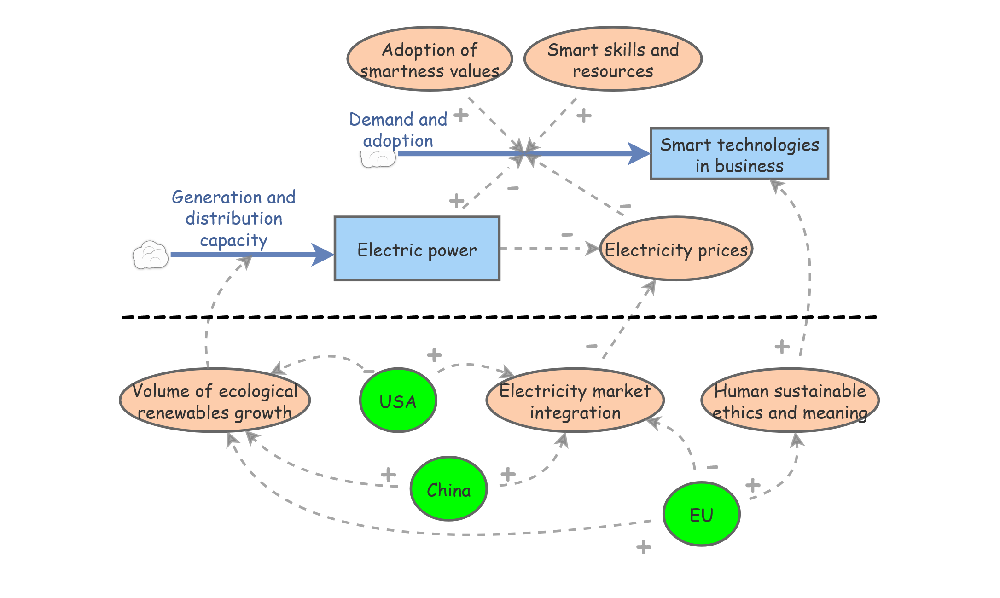 Adoption of
smartness values
Smart skills and
resources
+
+
Demand and
adoption
Smart technologies
in business
-
+
-
Generation and
distribution
capacity
Electric power
-
Electricity prices
-
+
+
-
Volume of ecological
renewables growth
USA
Electricity market
integration
Human sustainable
ethics and meaning
+
+
-
+
China
EU
+